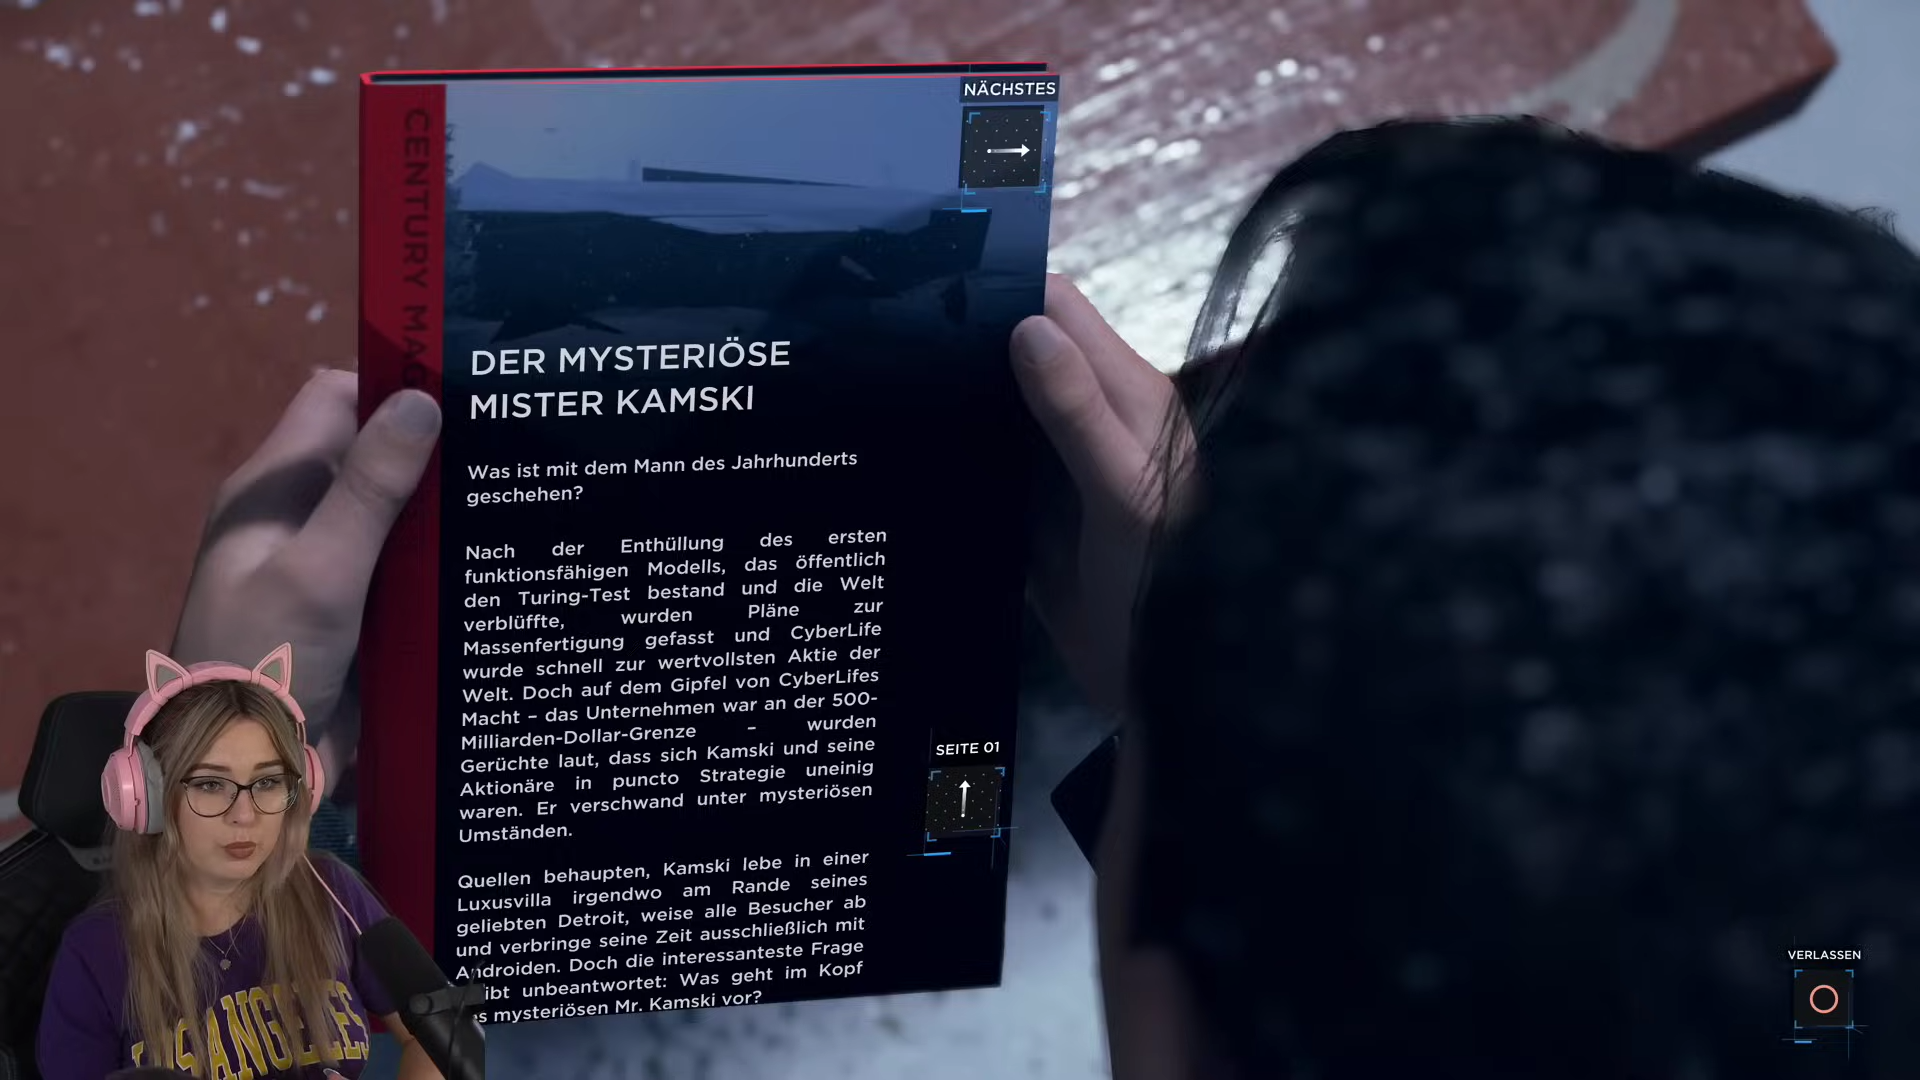 NÄCHSTES
CENTURY MAG
DER MYSTERIÖSE
MISTER KAMSKI
Was ist mit dem Mann des Jahrhunderts
geschehen?
Nach der Enthüllung des ersten
funktionsfähigen Modells, das öffentlich
den Turing-Test bestand und die Welt
verblüffte, wurden Pläne zur
Massenfertigung gefasst und CyberLife
wurde schnell zur wertvollsten Aktie der
Welt. Doch auf dem Gipfel von CyberLifes
Macht – das Unternehmen war an der 500-
Milliarden-Dollar-Grenze – wurden
Gerüchte laut, dass sich Kamski und seine
Aktionäre in puncto Strategie uneinig
waren. Er verschwand unter mysteriösen
Umständen.
SEITE 01
Quellen behaupten, Kamski lebe in einer
Luxusvilla irgendwo am Rande seines
geliebten Detroit, weise alle Besucher ab
und verbringe seine Zeit ausschließlich mit
Androiden. Doch die interessanteste Frage
ibt unbeantwortet: Was geht im Kopf
s mysteriösen Mr. Kamski vor?
VERLASSEN
LOS ANGELES